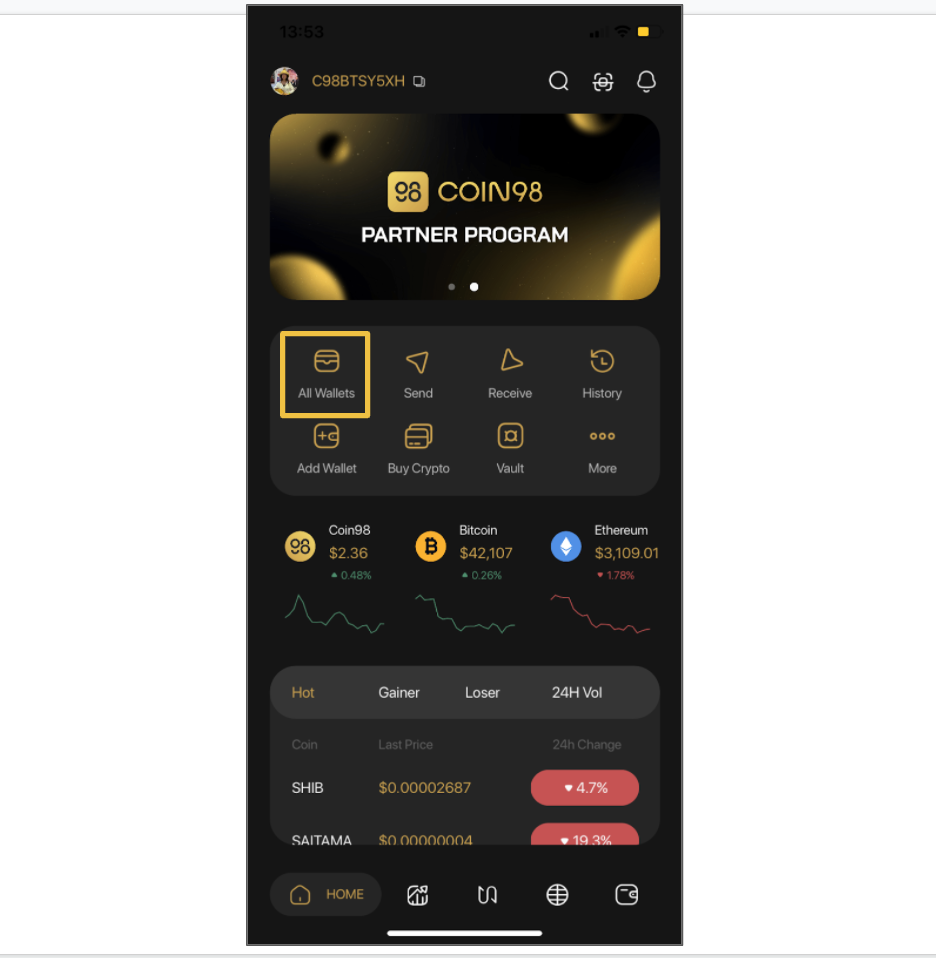 13:53
C98BTSY5XH
98 COIN98
PARTNER PROGRAM
All Wallets Send Receive History
Add Wallet Buy Crypto Vault More
Coin98 Bitcoin Ethereum
$2.36 $42,107 $3,109.01
0.48% 0.26% 1.78%
Hot Gainer Loser 24H Vol
Coin Last Price 24h Change
SHIB $0.00002687 4.7%
SAITAMA $0.00000004 19.3%
HOME